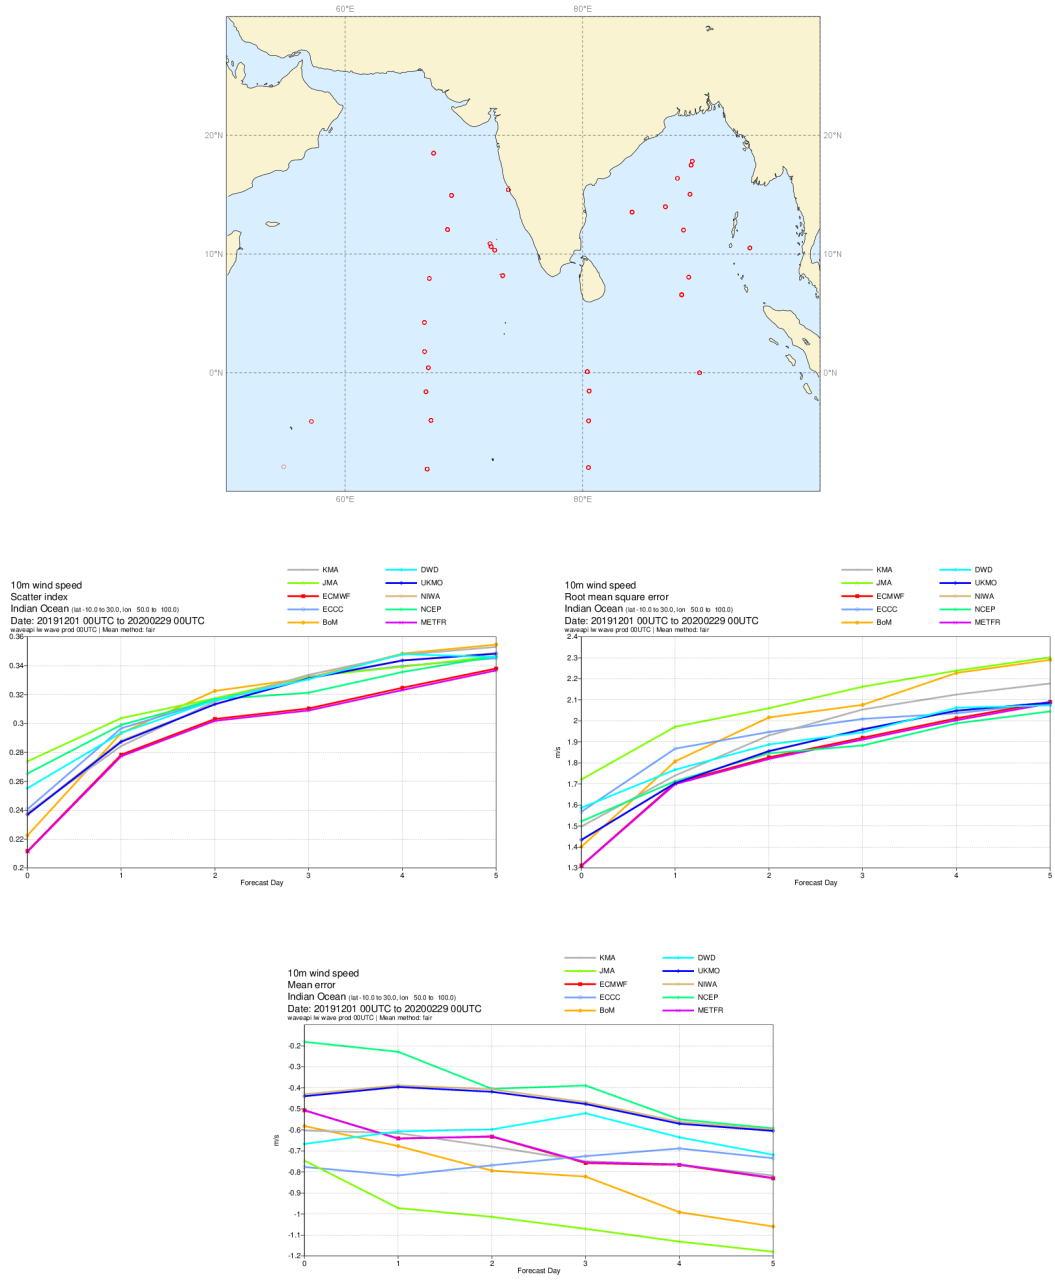 60°E 80°E
20°N 20°N
10°N 10°N
0°N 0°N
60°E 80°E
10m wind speed
Scatter index
Indian Ocean (lat -10.0 to 30.0, lon 50.0 to 100.0)
Date: 20191201 00UTC to 20200229 00UTC
waveapi lw wave prod 00UTC | Mean method: fair
KMA DWD
JMA UKMO
ECMWF NIWA
ECCC NCEP
BoM METFR
0.36
0.34
0.32
0.3
0.28
0.26
0.24
0.22
0.2
0 1 2 3 4 5
Forecast Day
10m wind speed
Root mean square error
Indian Ocean (lat -10.0 to 30.0, lon 50.0 to 100.0)
Date: 20191201 00UTC to 20200229 00UTC
waveapi lw wave prod 00UTC | Mean method: fair
KMA DWD
JMA UKMO
ECMWF NIWA
ECCC NCEP
BoM METFR
2.4
2.3
2.2
2.1
2
1.9
1.8
1.7
1.6
1.5
1.4
1.3
m/s
0 1 2 3 4 5
Forecast Day
10m wind speed
Mean error
Indian Ocean (lat -10.0 to 30.0, lon 50.0 to 100.0)
Date: 20191201 00UTC to 20200229 00UTC
waveapi lw wave prod 00UTC | Mean method: fair
KMA DWD
JMA UKMO
ECMWF NIWA
ECCC NCEP
BoM METFR
-0.2
-0.3
-0.4
-0.5
-0.6
-0.7
-0.8
-0.9
-1
-1.1
-1.2
m/s
0 1 2 3 4 5
Forecast Day